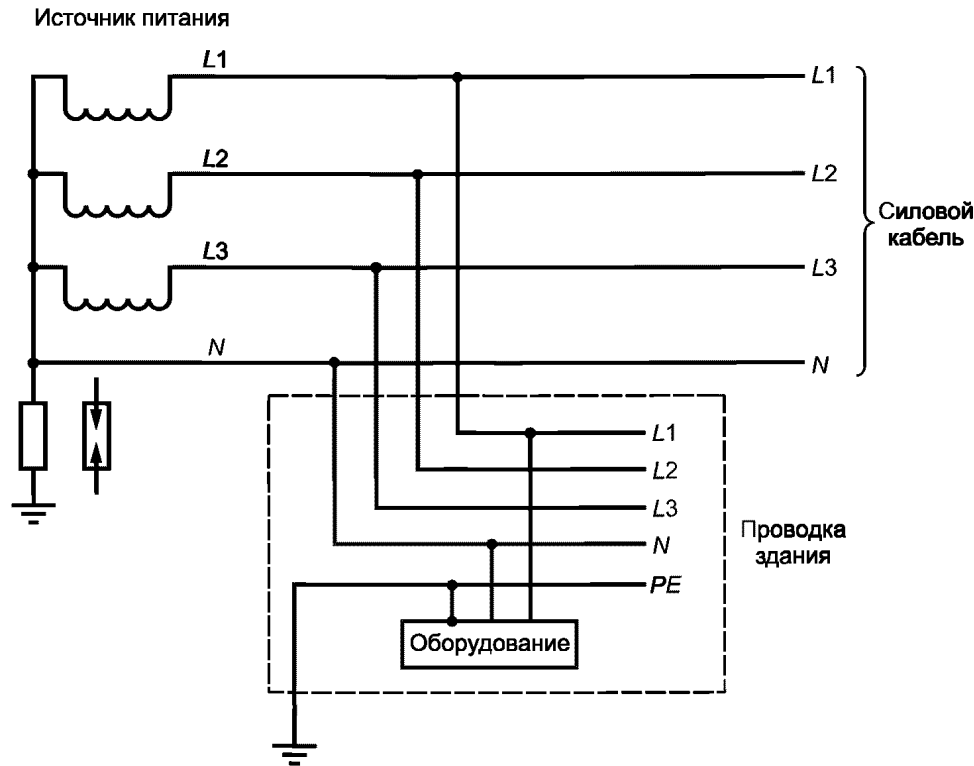 Источник питания
L1
L1
L2
L2
L3
L3
N
N
Силовой
кабель
L1
L2
L3
N
PE
Проводка
здания
Оборудование